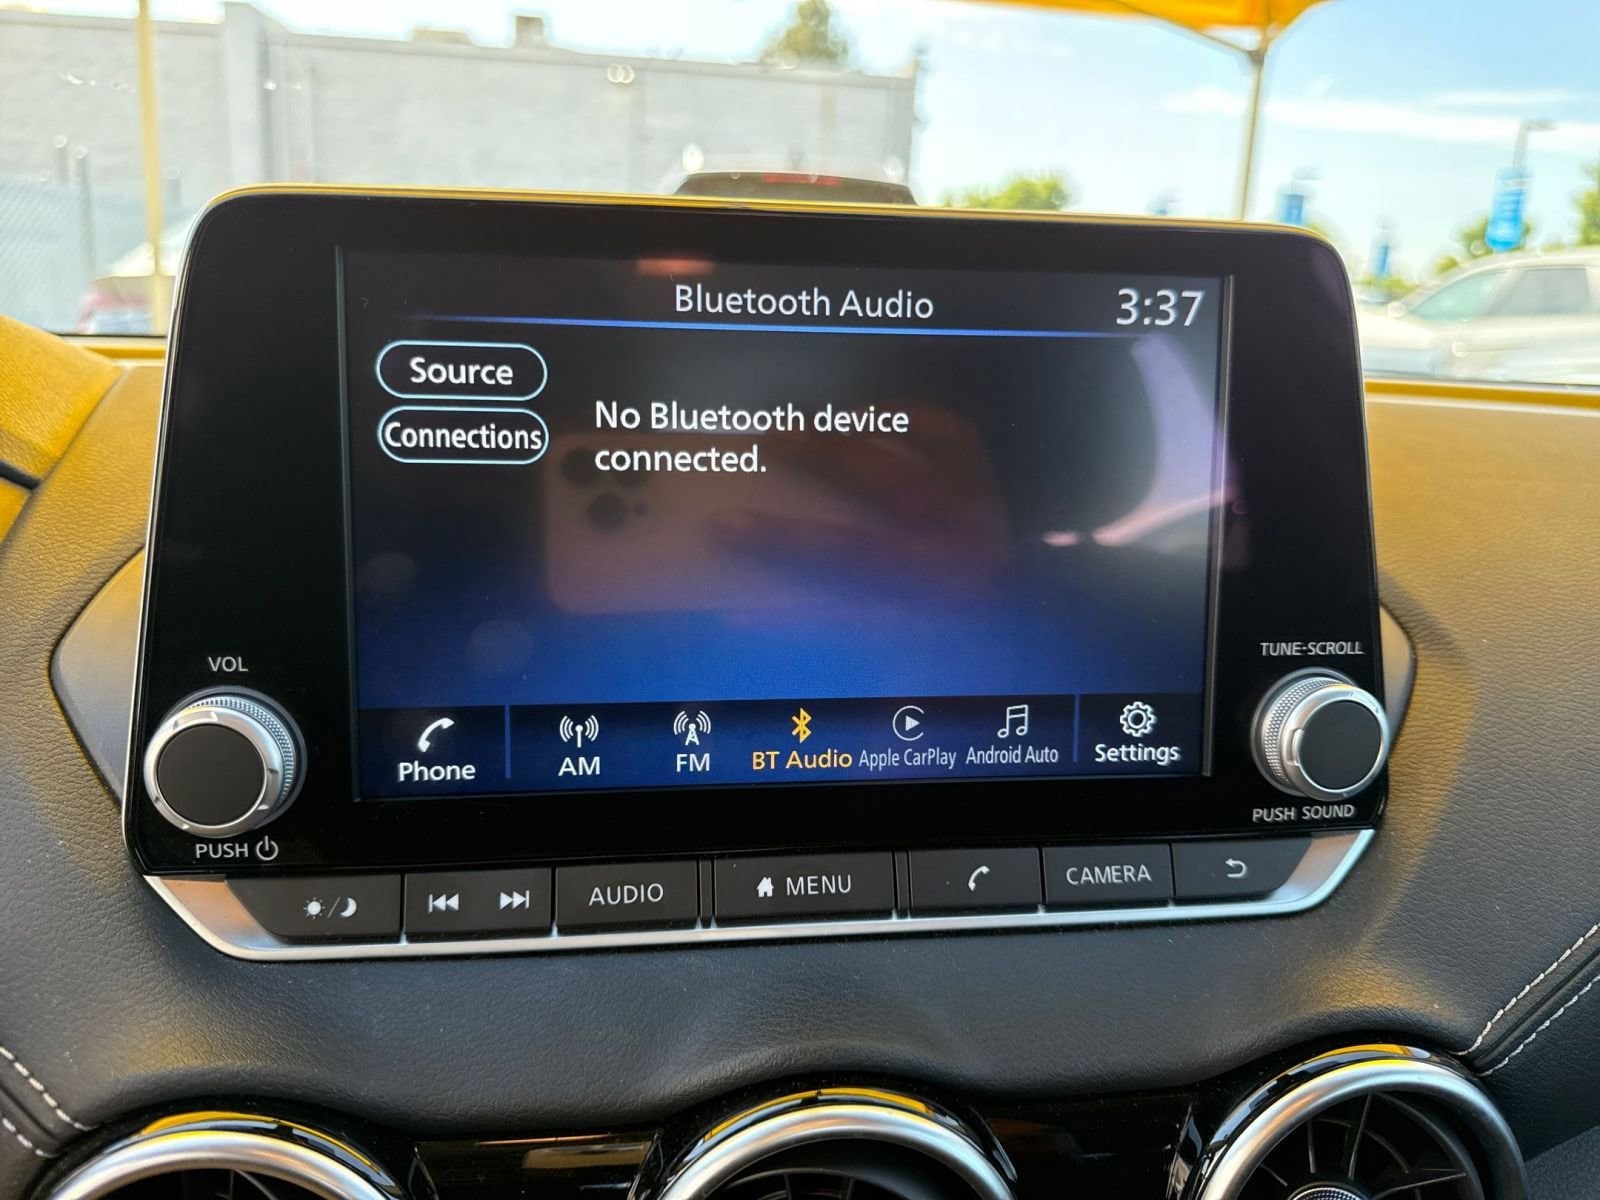 Bluetooth Audio
3:37
Source
Connections
No Bluetooth device
connected.
VOL
PUSH
TUNE·SCROLL
PUSH SOUND
Phone
AM
FM
BT Audio
Apple CarPlay
Android Auto
Settings
AUDIO
MENU
CAMERA